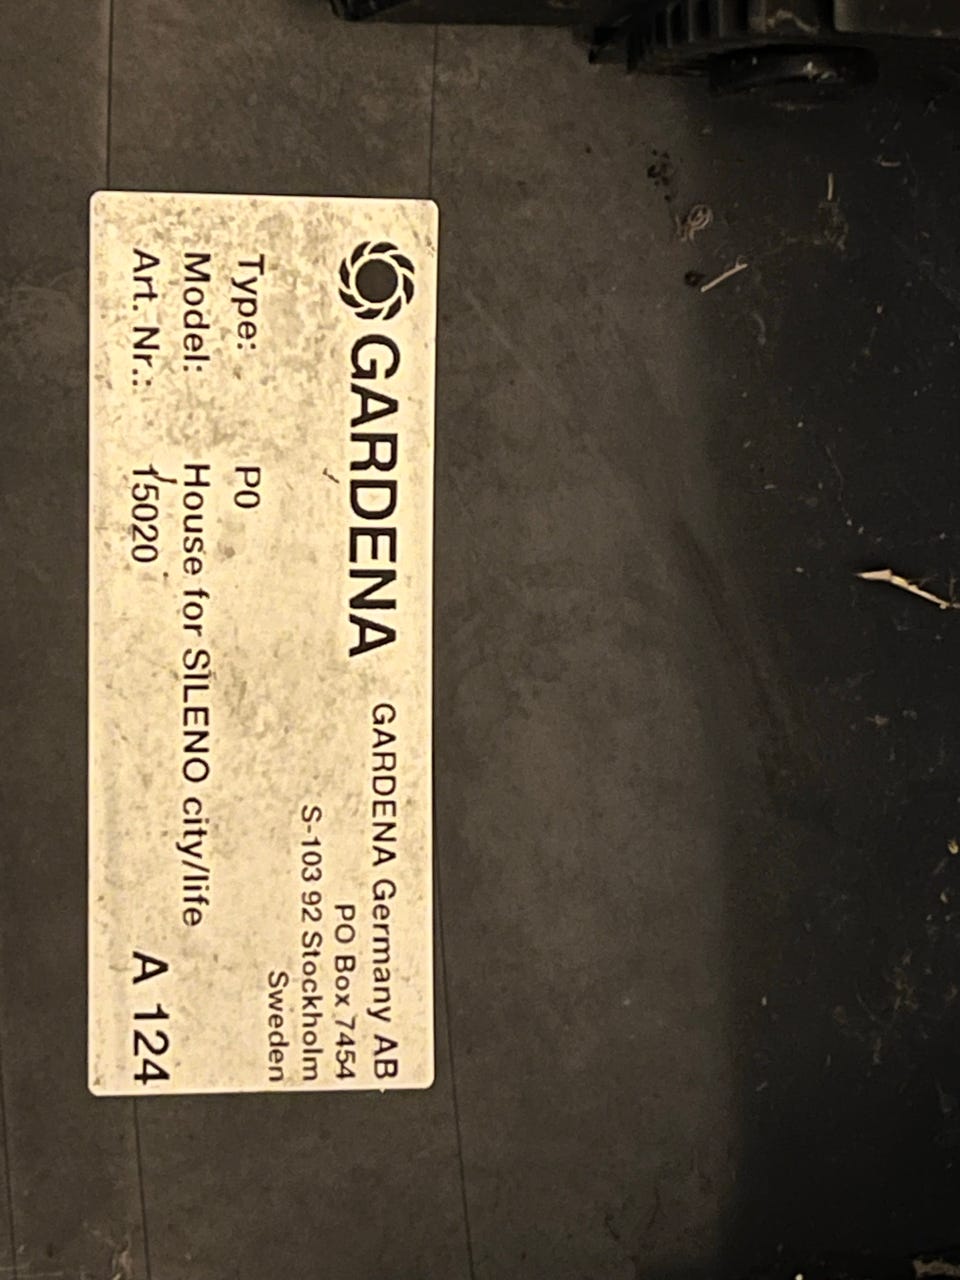 GARDENA
GARDENA Germany AB
PO Box 7454
S-103 92 Stockholm
Sweden
Type: P0
Model: House for SILENO city/life
Art. Nr.: 15020
A 124